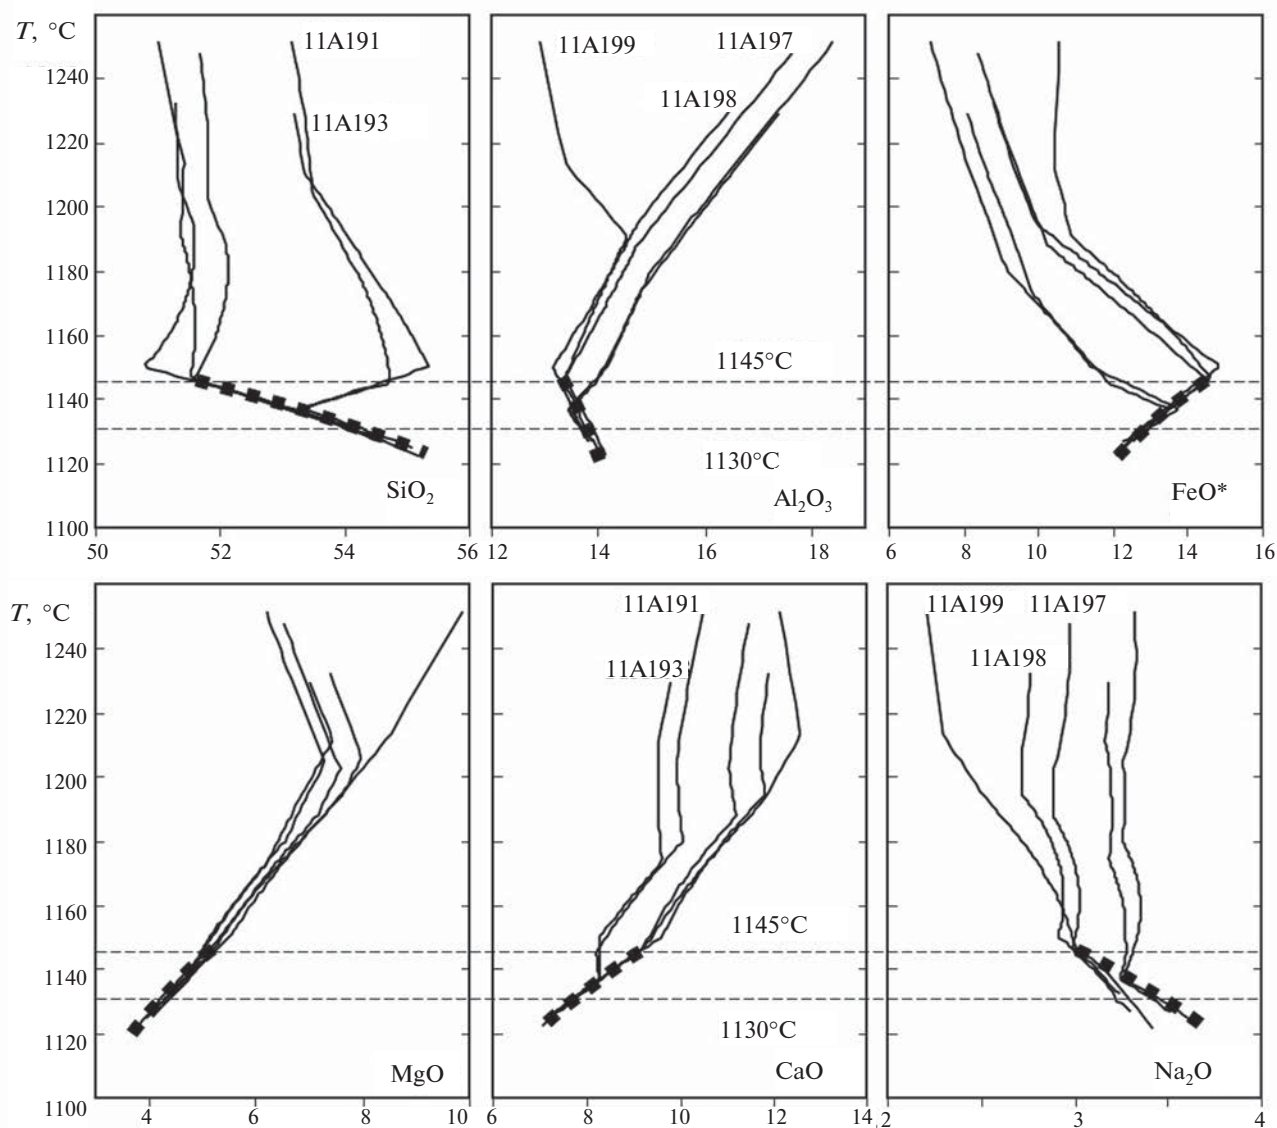 T, °C
11A191
11A199
11A197
1240
11A198
11A193
1220
1200
1180
1160
1145°C
1140
1130°C
1120
SiO₂
Al₂O₃
FeO*
1100
50 52 54 56 12 14 16 18 6 8 10 12 14 16
T, °C
11A191
11A199 11A197
1240
11A193
11A198
1220
1200
1180
1160
1145°C
1140
1130°C
1120
MgO
CaO
Na₂O
1100
4 6 8 10 6 8 10 12 14 2 3 4